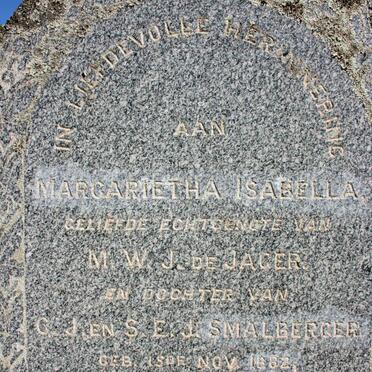 IN LIEFDEVOLLE HERINNERING
AAN
MARGARIETHA ISABELLA.
GELIEFDE ECHTGENOTE VAN
M. W. J. DE JAGER.
EN DOCHTER VAN
C. J. EN S. E. J. SMALBERGER
GEB. 15DE NOV. 1882,